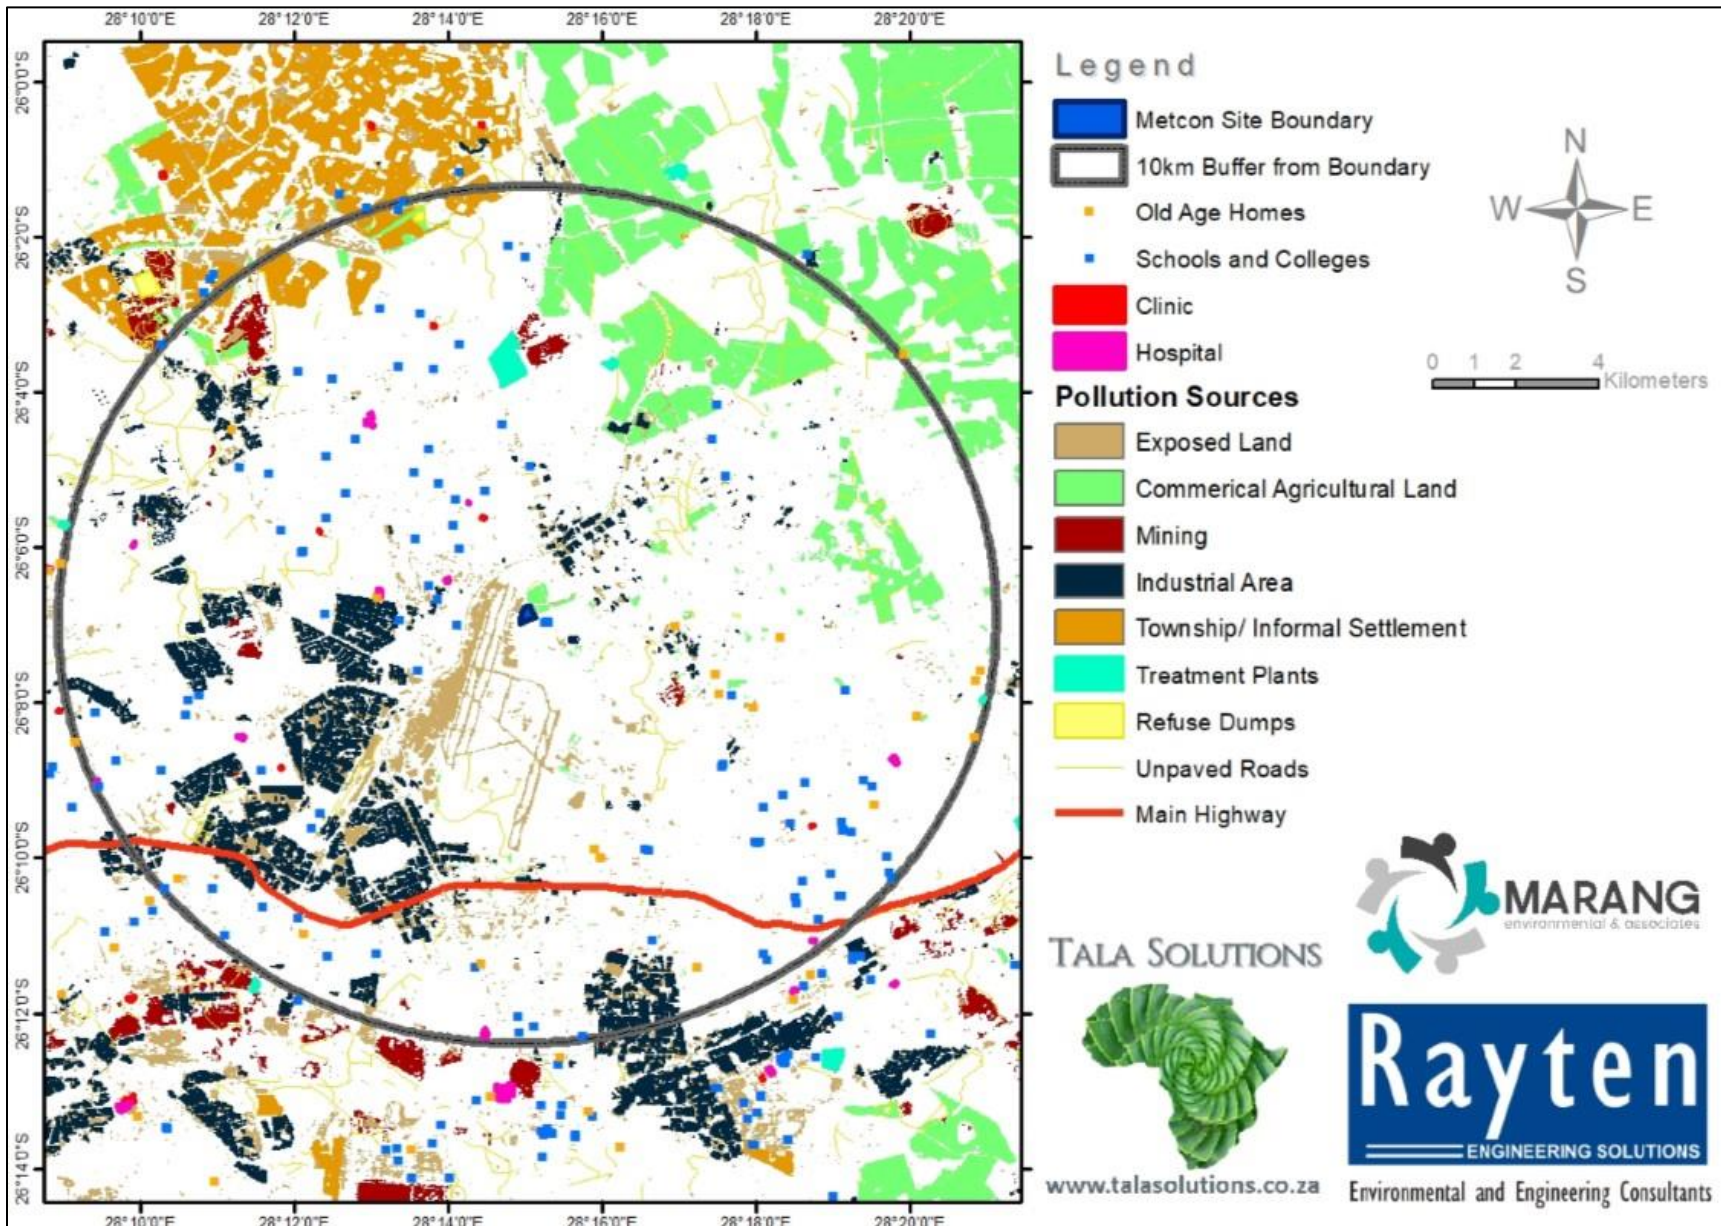 28°10'0"E 28°12'0"E 28°14'0"E 28°16'0"E 28°18'0"E 28°20'0"E
26°0'0"S
26°2'0"S
26°4'0"S
26°6'0"S
26°8'0"S
26°10'0"S
26°12'0"S
26°14'0"S
28°10'0"E 28°12'0"E 28°14'0"E 28°16'0"E 28°18'0"E 28°20'0"E
Legend
Metcon Site Boundary
10km Buffer from Boundary
Old Age Homes
Schools and Colleges
Clinic
Hospital
Pollution Sources
Exposed Land
Commerical Agricultural Land
Mining
Industrial Area
Township/ Informal Settlement
Treatment Plants
Refuse Dumps
Unpaved Roads
Main Highway
N
W E
S
0 1 2 4
Kilometers
MARANG
environmental & associates
TALA SOLUTIONS
www.talasolutions.co.za
Rayten
ENGINEERING SOLUTIONS
Environmental and Engineering Consultants